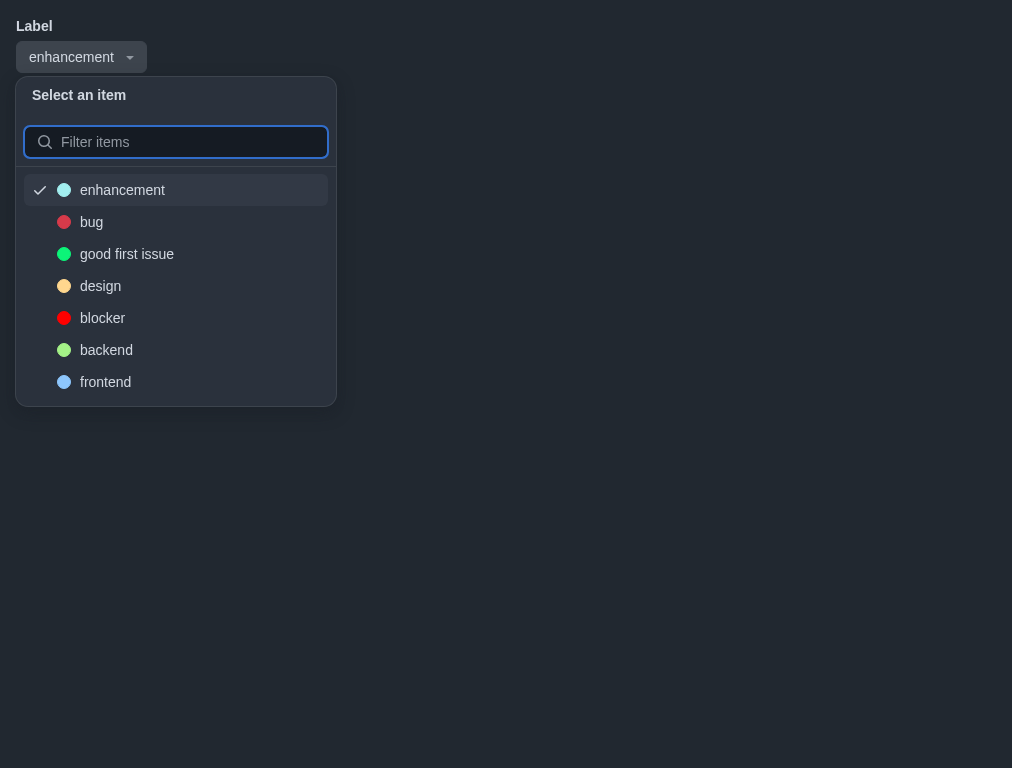 Label
enhancement
Select an item
Filter items
enhancement
bug
good first issue
design
blocker
backend
frontend